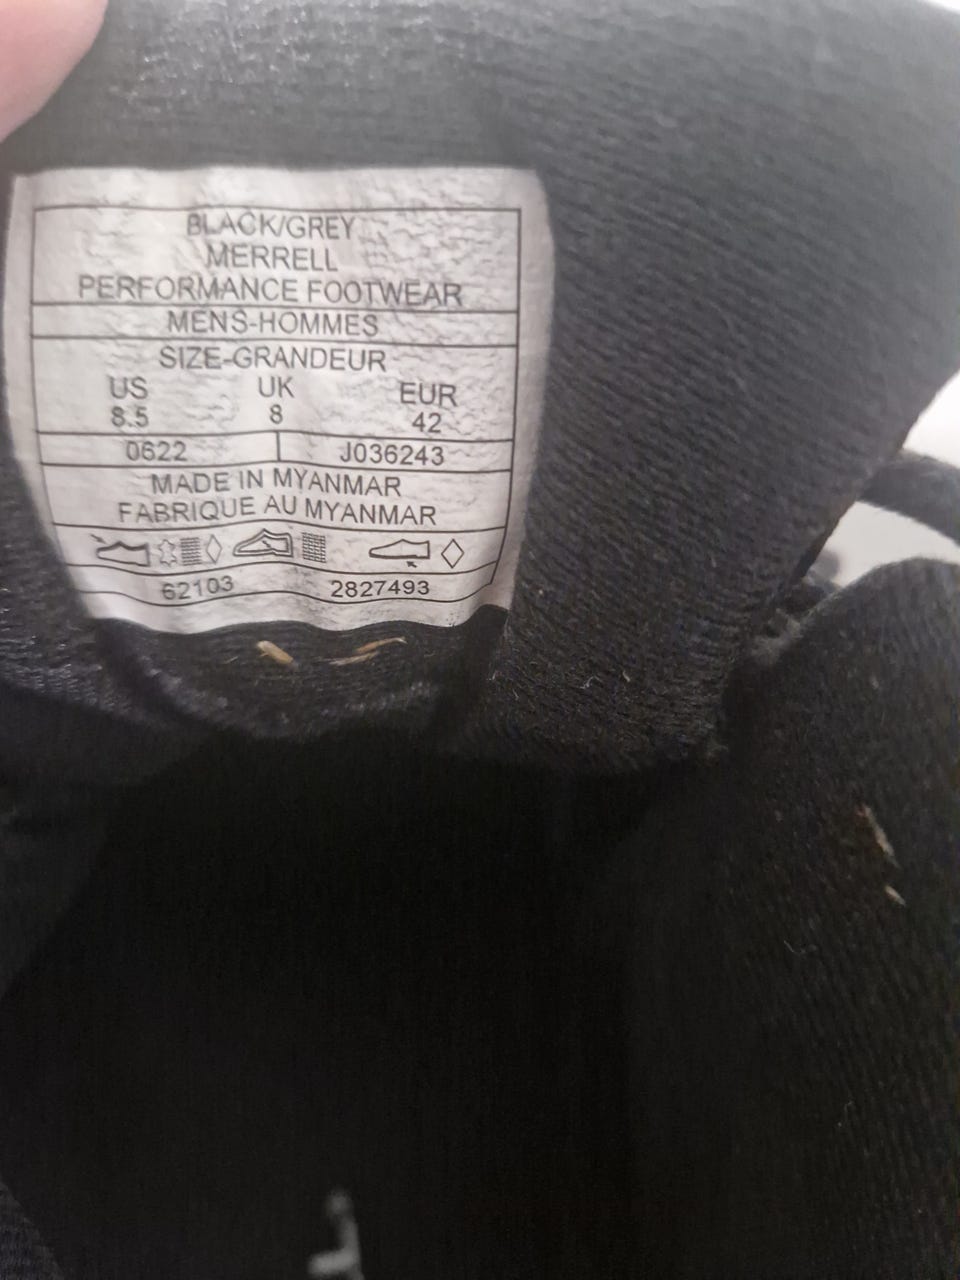 BLACK/GREY
MERRELL
PERFORMANCE FOOTWEAR
MENS-HOMMES
SIZE-GRANDEUR
US UK EUR
8.5 8 42
0622 J036243
MADE IN MYANMAR
FABRIQUE AU MYANMAR
62103 2827493